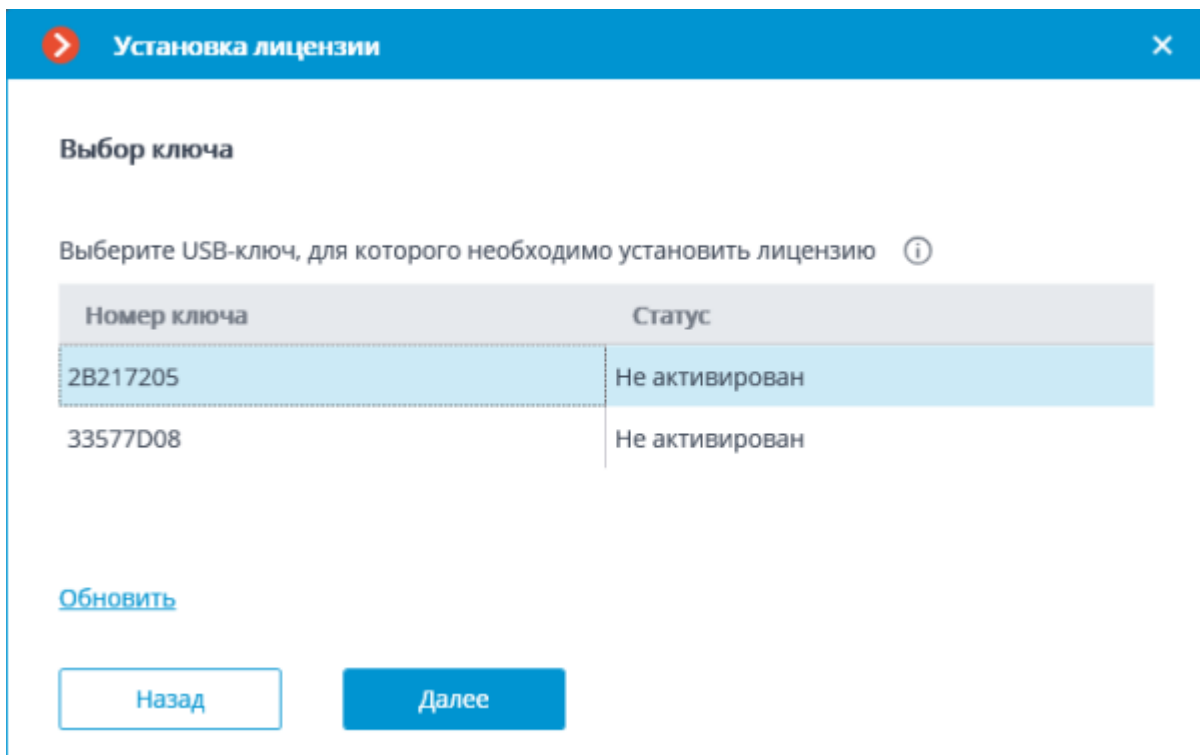 Установка лицензии
Выбор ключа
Выберите USB-ключ, для которого необходимо установить лицензию
Номер ключа Статус
2B217205 Не активирован
33577D08 Не активирован
Обновить
Назад Далее